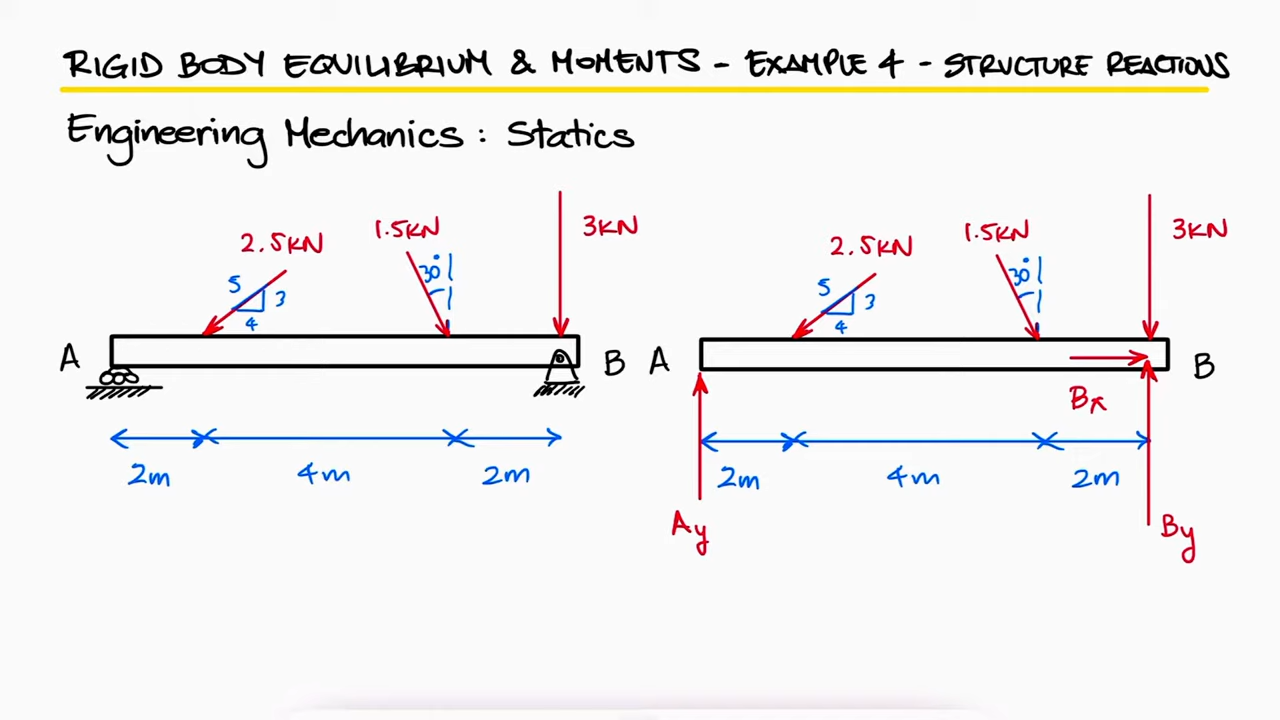 RIGID BODY EQUILIBRIUM & MOMENTS - EXAMPLE 4 - STRUCTURE REACTIONS
Engineering Mechanics : Statics
2.5KN 1.5KN 3KN
5 3 4 30°
A B
2m 4m 2m
2.5KN 1.5KN 3KN
5 3 4 30°
A B
Bx
2m 4m 2m
Ay By